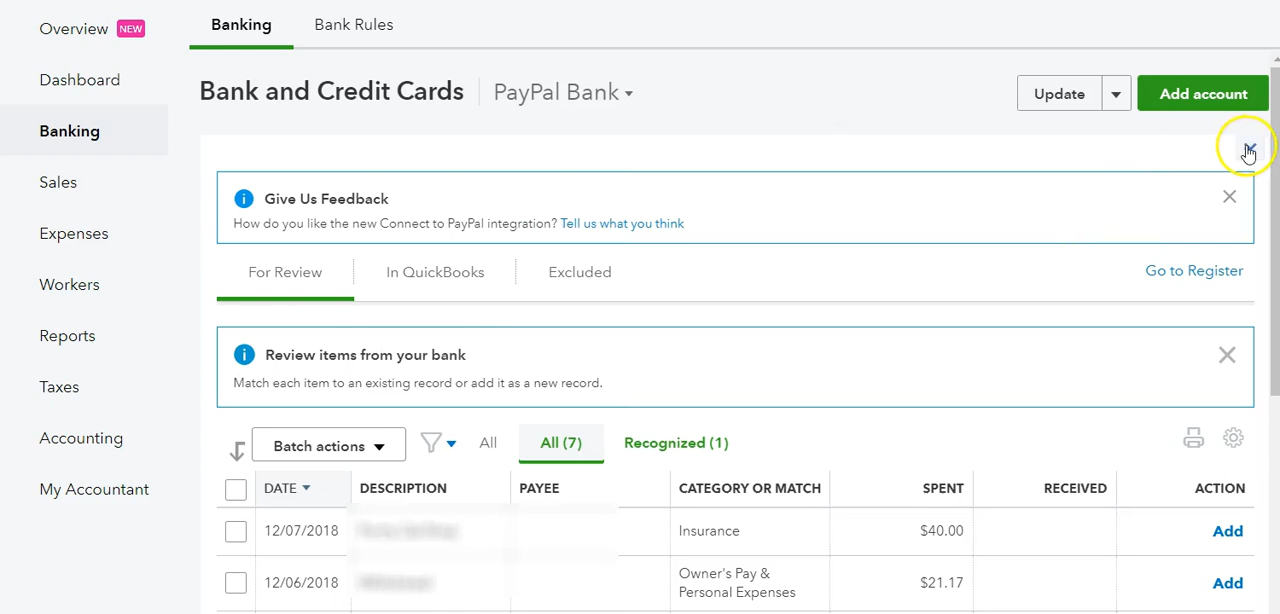 Overview NEW
Dashboard
Banking
Sales
Expenses
Workers
Reports
Taxes
Accounting
My Accountant
Banking Bank Rules
Bank and Credit Cards PayPal Bank
Update Add account
Give Us Feedback
How do you like the new Connect to PayPal integration? Tell us what you think
For Review In QuickBooks Excluded Go to Register
Review items from your bank
Match each item to an existing record or add it as a new record.
Batch actions All All (7) Recognized (1)
DATE DESCRIPTION PAYEE CATEGORY OR MATCH SPENT RECEIVED ACTION
12/07/2018 Insurance $40.00 Add
12/06/2018 Owner's Pay & Personal Expenses $21.17 Add